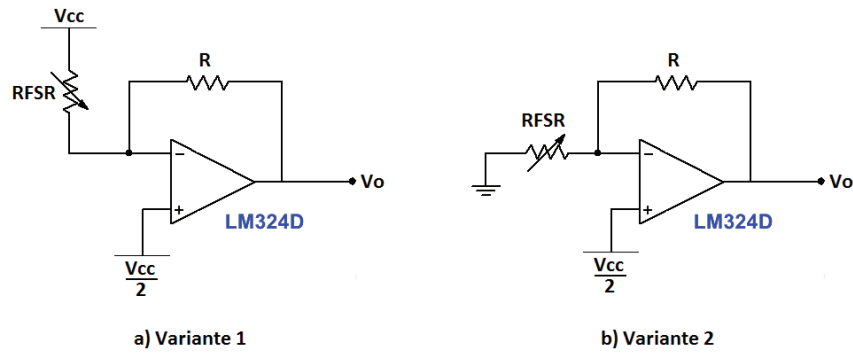 Vcc
RFSR
R
Vo
LM324D
Vcc
2
a) Variante 1
RFSR
R
Vo
LM324D
Vcc
2
b) Variante 2